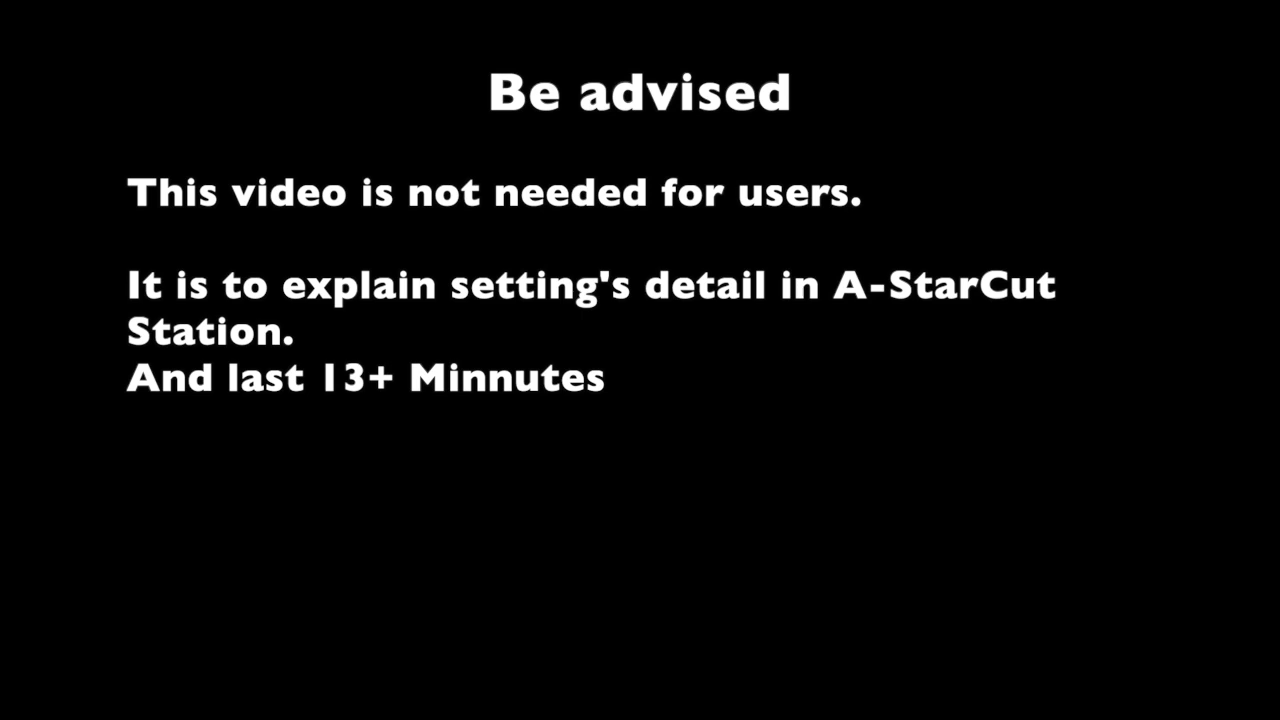 Be advised
This video is not needed for users.
It is to explain setting's detail in A-StarCut
Station.
And last 13+ Minnutes